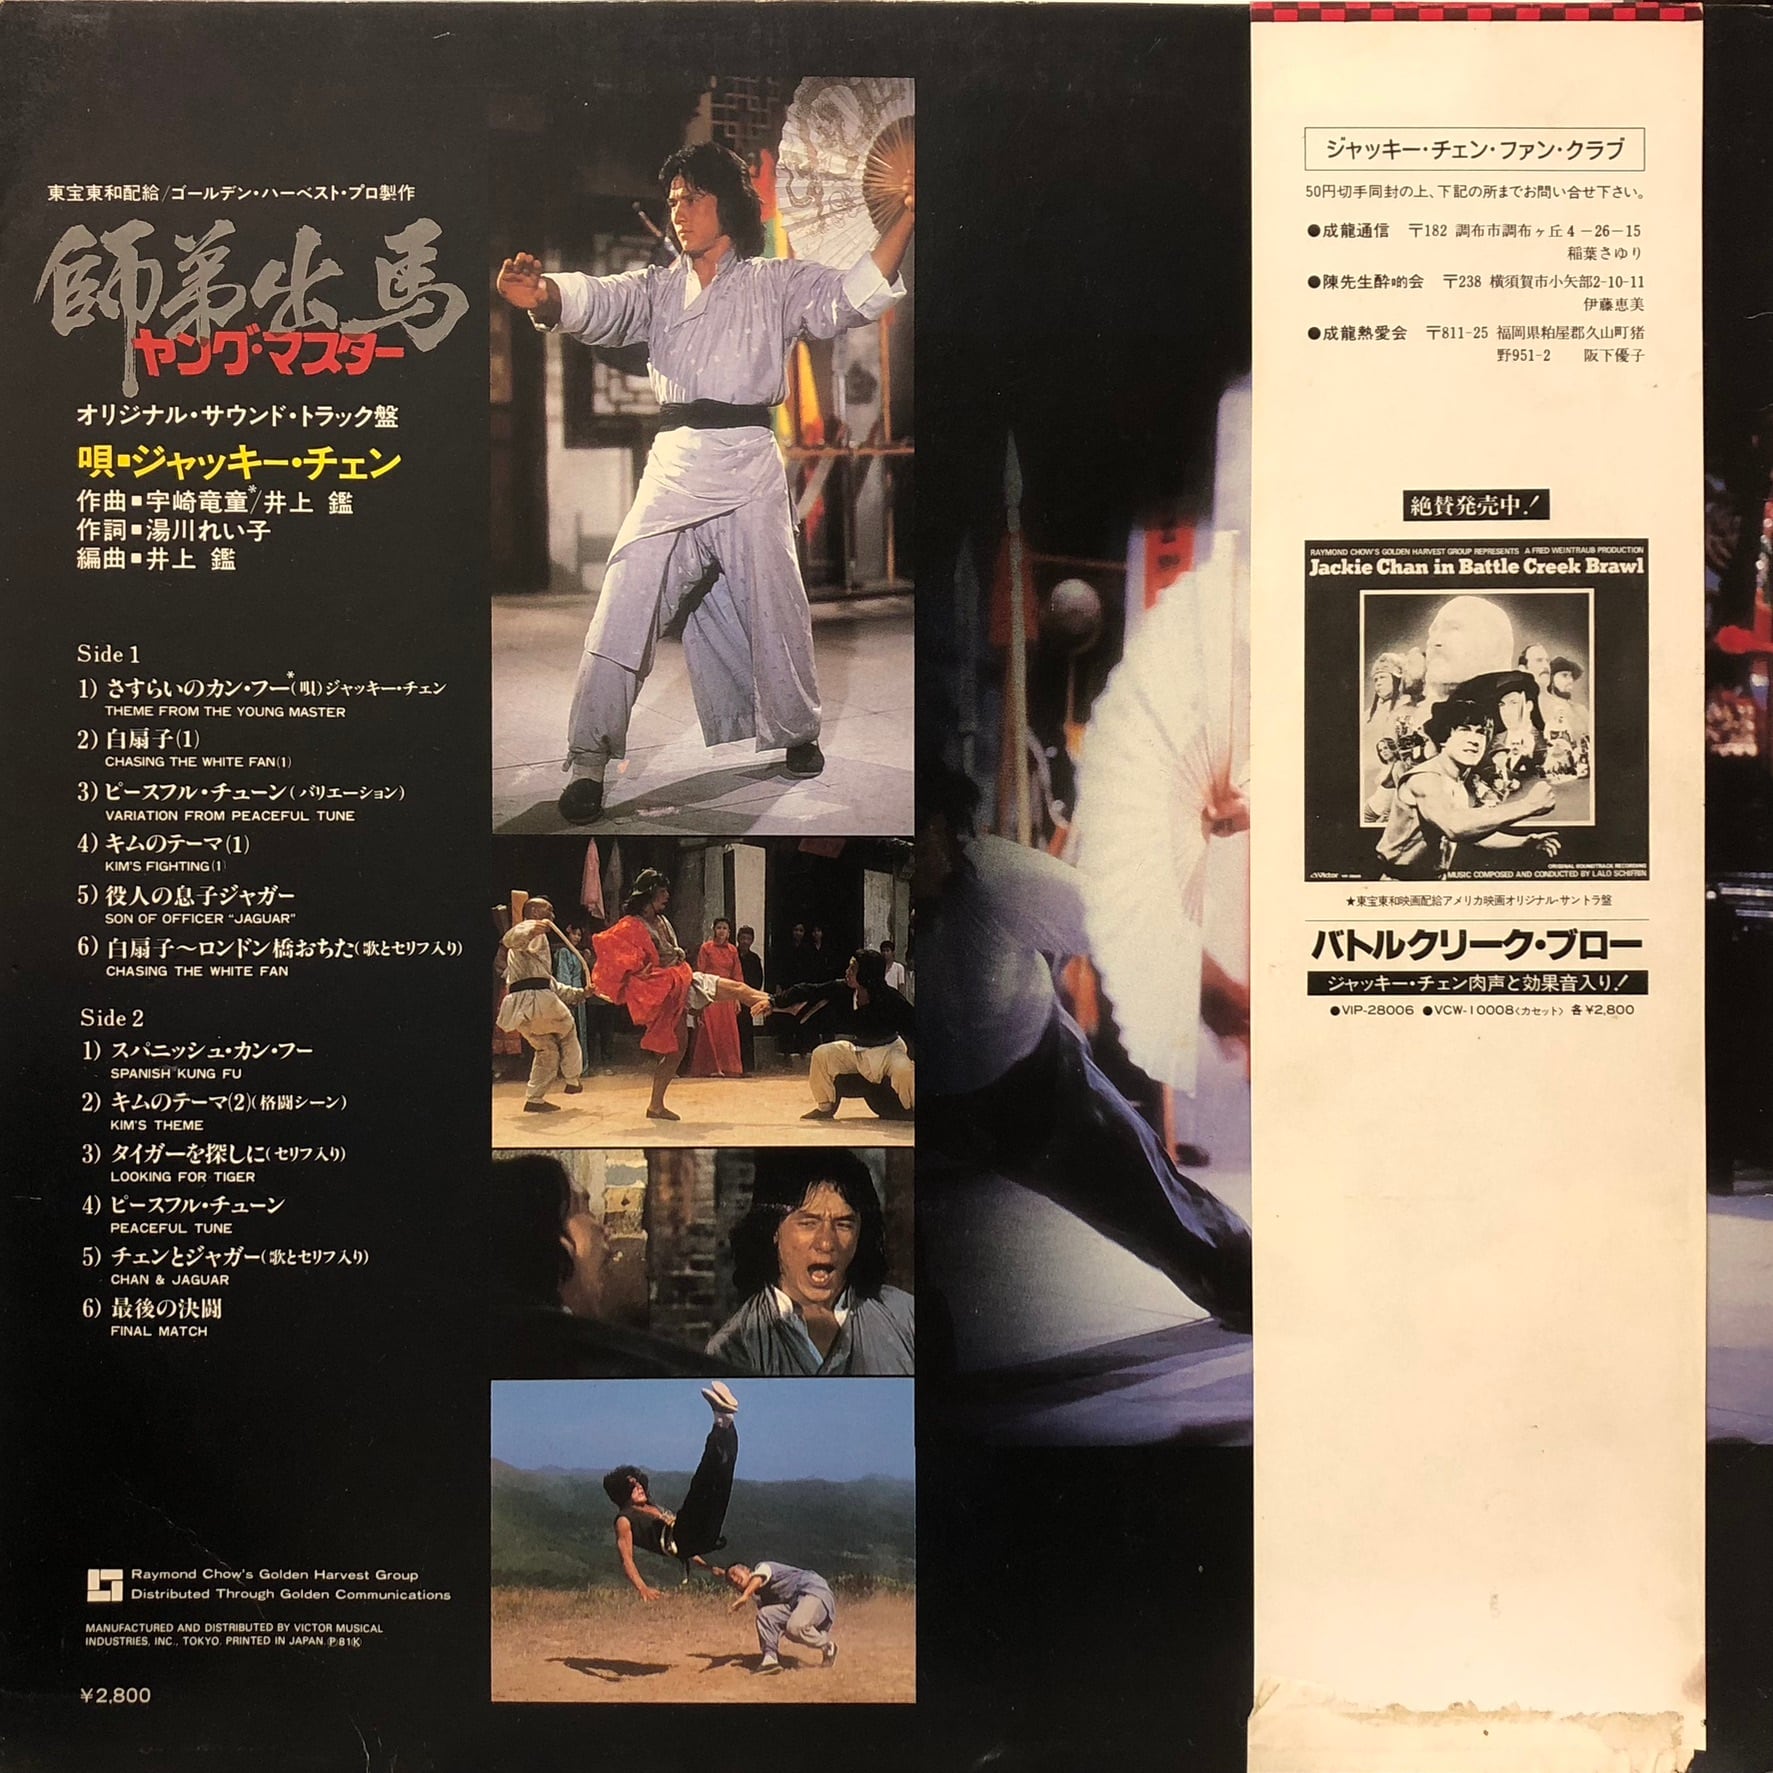 東宝東和配給/ゴールデン・ハーベスト・プロ製作
師弟出馬
ヤング・マスター
オリジナル・サウンド・トラック盤
唄■ジャッキー・チェン
作曲■宇崎竜童*/井上 鑑
作詞■湯川れい子
編曲■井上 鑑
Side 1
1) さすらいのカン・フー*(唄)ジャッキー・チェン
THEME FROM THE YOUNG MASTER
2) 白扇子(1)
CHASING THE WHITE FAN(1)
3) ピースフル・チューン(バリエーション)
VARIATION FROM PEACEFUL TUNE
4) キムのテーマ(1)
KIM'S FIGHTING(1)
5) 役人の息子ジャガー
SON OF OFFICER "JAGUAR"
6) 白扇子〜ロンドン橋おちた(歌とセリフ入り)
CHASING THE WHITE FAN
Side 2
1) スパニッシュ・カン・フー
SPANISH KUNG FU
2) キムのテーマ(2)(格闘シーン)
KIM'S THEME
3) タイガーを探しに(セリフ入り)
LOOKING FOR TIGER
4) ピースフル・チューン
PEACEFUL TUNE
5) チェンとジャガー(歌とセリフ入り)
CHAN & JAGUAR
6) 最後の決闘
FINAL MATCH
Raymond Chow's Golden Harvest Group
Distributed Through Golden Communications
MANUFACTURED AND DISTRIBUTED BY VICTOR MUSICAL
INDUSTRIES, INC., TOKYO. PRINTED IN JAPAN. Ⓟ81Ⓚ
¥2,800
ジャッキー・チェン・ファン・クラブ
50円切手同封の上、下記の所までお問い合せ下さい。
●成龍通信 〒182 調布市調布ヶ丘4-26-15
稲葉さゆり
●陳先生酔的会 〒238 横須賀市小矢部2-10-11
伊藤恵美
●成龍熱愛会 〒811-25 福岡県粕屋郡久山町猪
野951-2 阪下優子
絶賛発売中!
RAYMOND CHOW'S GOLDEN HARVEST GROUP REPRESENTS A FRED WEINTRAUB PRODUCTION
Jackie Chan in Battle Creek Brawl
ORIGINAL SOUNDTRACK RECORDING
Victor
MUSIC COMPOSED AND CONDUCTED BY LALO SCHIFRIN
★東宝東和映画配給アメリカ映画オリジナル・サントラ盤
バトルクリーク・ブロー
ジャッキー・チェン肉声と効果音入り!
●VIP-28006 ●VCW-10008〈カセット〉 各¥2,800